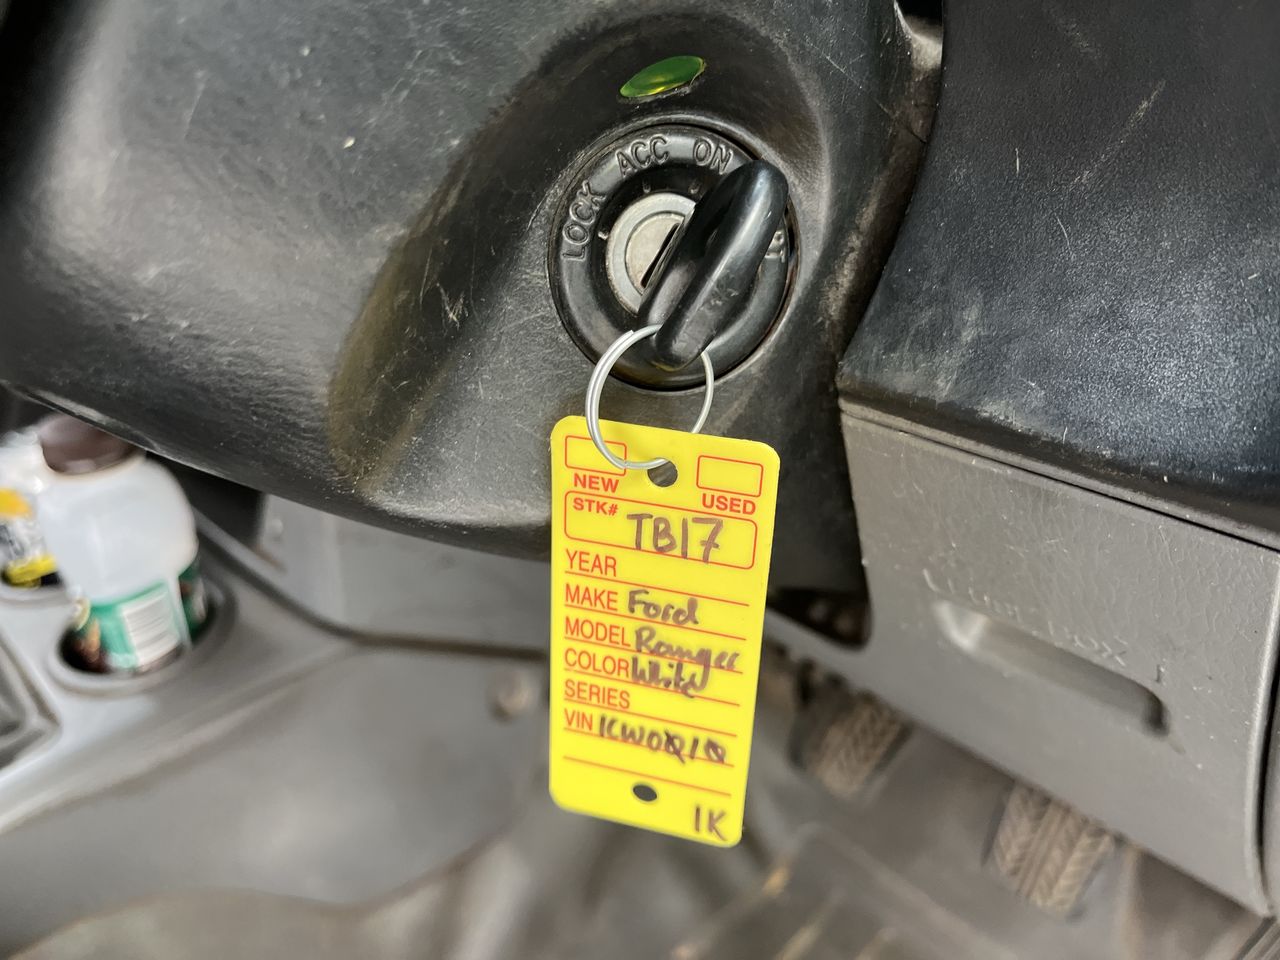 LOCK ACC ON
NEW
USED
STK# TB17
YEAR
MAKE Ford
MODEL Ranger
COLOR White
SERIES
VIN
1K